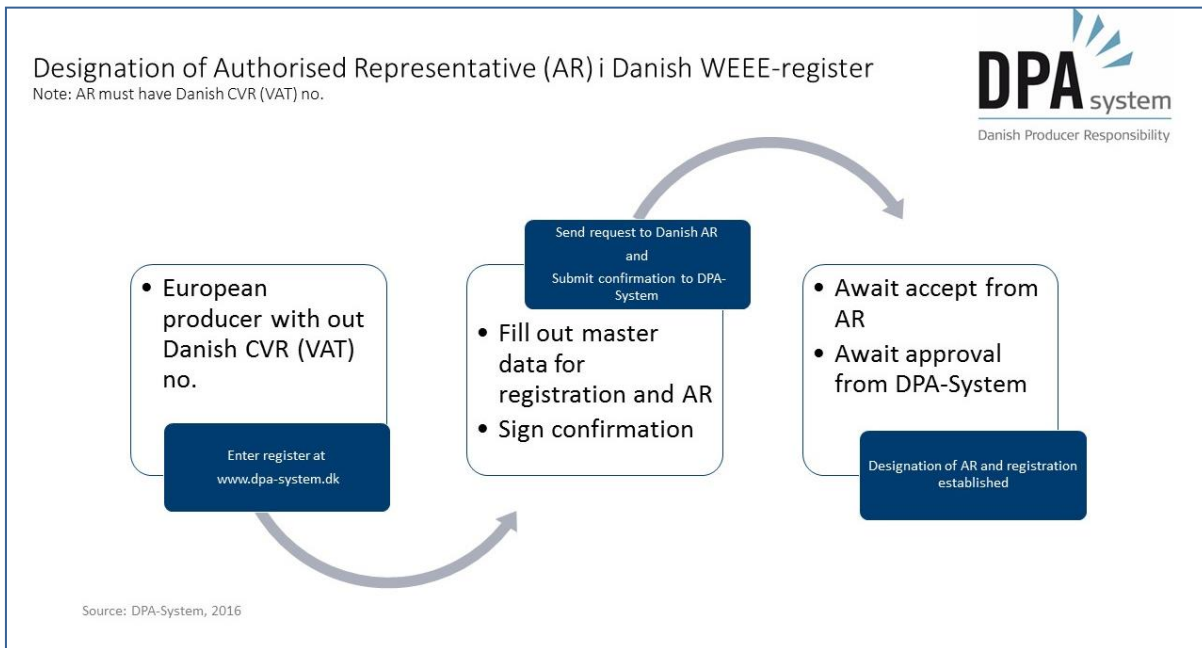 Designation of Authorised Representative (AR) i Danish WEEE-register
Note: AR must have Danish CVR (VAT) no.
DPA system
Danish Producer Responsibility
• European
producer with out
Danish CVR (VAT)
no.
Enter register at
www.dpa-system.dk
Send request to Danish AR
and
Submit confirmation to DPA-
System
• Fill out master
data for
registration and AR
• Sign confirmation
• Await accept from
AR
• Await approval
from DPA-System
Designation of AR and registration
established
Source: DPA-System, 2016